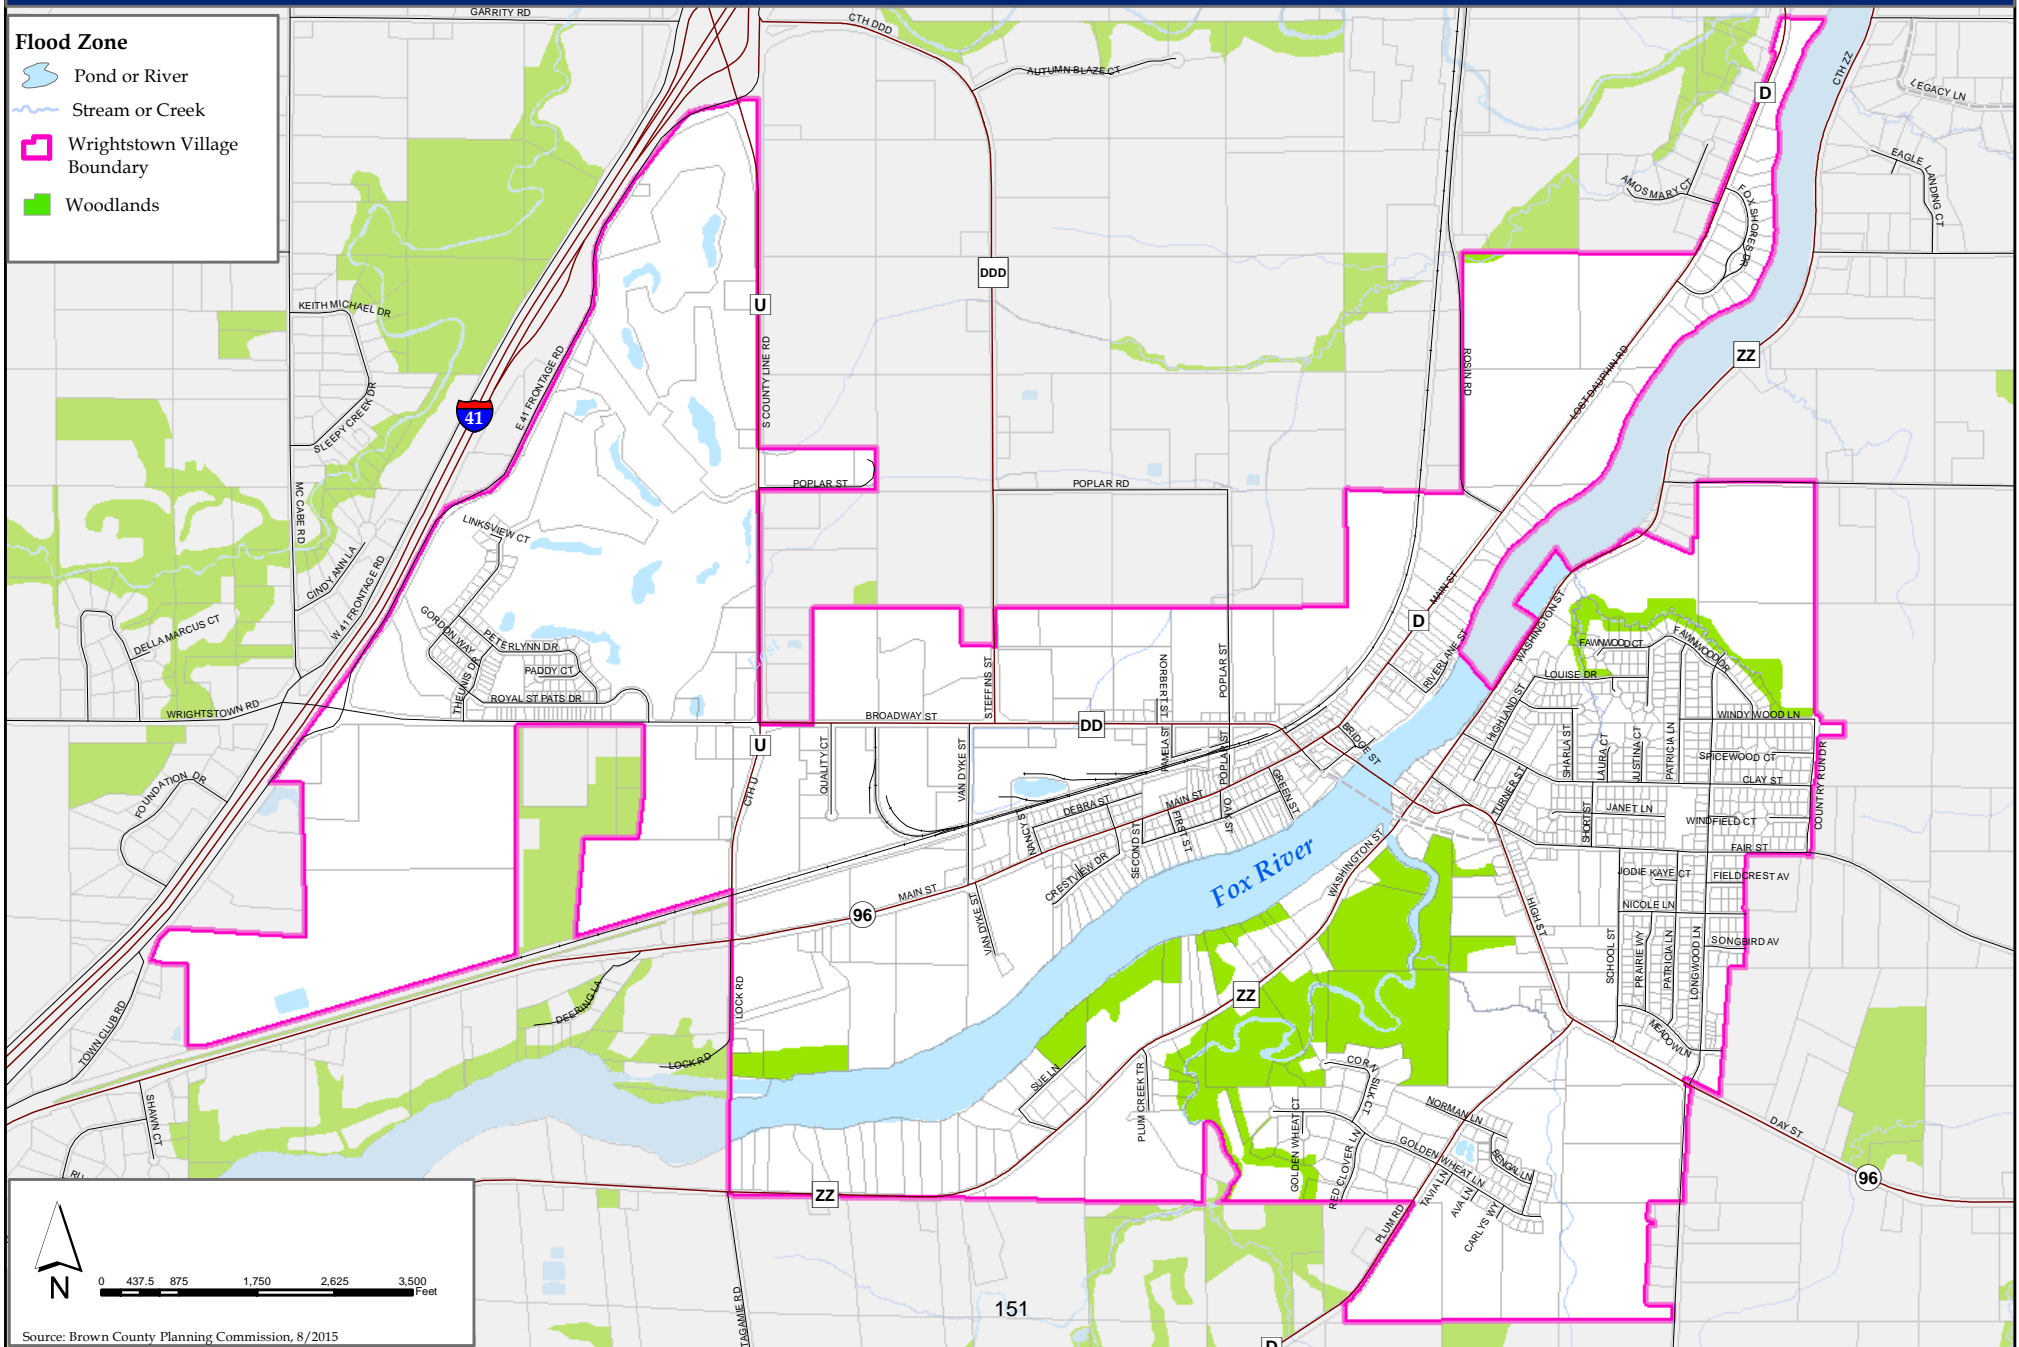 GARRITY RD
CTH DDD
Flood Zone
Pond or River
Stream or Creek
Wrightstown Village
Boundary
Woodlands
AUTUMN BLAZE CT
D
CTH ZZ
LEGACY LN
EAGLE LANDING CT
AMOS MARY CT
FOX SHORES DR
DDD
U
KEITH MICHAEL DR
S COUNTY LINE RD
ROSIN RD
ZZ
LOST DAUPHIN RD
E 41 FRONTAGE RD
41
SLEEPY CREEK DR
MC CABE RD
POPLAR ST
POPLAR RD
LINKSVIEW CT
CINDY ANN LA
W 41 FRONTAGE RD
MAIN ST
D
WASHINGTON ST
GORDON WAY
PETERLYNN DR
PADDY CT
THEUNIS DR
ROYAL ST PATS DR
DELLA MARCUS CT
WRIGHTSTOWN RD
East
STEFFINS ST
NORBERT ST
POPLAR ST
RIVERLANE ST
FAWNWOOD CT
FAWNWOOD DR
LOUISE DR
HIGHLAND ST
BROADWAY ST
DD
WINDY WOOD LN
U
CTH U
QUALITY CT
VAN DYKE ST
PAMELA ST
POPLAR ST
BRIDGE ST
SHARLA ST
LAURA CT
JUSTINA CT
PATRICIA LN
SPICEWOOD CT
CLAY ST
COUNTRY RUN DR
FOUNDATION DR
NANCY S
DEBRA ST
MAIN ST
GREEN ST
OAK ST
FIRST ST
SECOND ST
CRESTVIEW DR
TURNER ST
SHORT ST
JANET LN
WINDFIELD CT
FAIR ST
WASHINGTON ST
Fox River
JODIE KAYE CT
FIELDCREST AV
MAIN ST
96
VAN DYKE ST
HIGH ST
NICOLE LN
SCHOOL ST
PRAIRIE WY
PATRICIA LN
LONGWOOD LN
SONGBIRD AV
LOCK RD
ZZ
DEERING LA
TOWN CLUB RD
LOCK RD
MEADOW LN
SUE LN
PLUM CREEK TR
CORN SILK CT
SHAWN CT
GOLDEN WHEAT CT
NORMAN LN
RED CLOVER LN
GOLDEN WHEAT LN
BENGAL LN
DAY ST
96
RU
ZZ
TAVIA LN
AVA LN
CARLYS WY
PLUM RD
N
0 437.5 875 1,750 2,625 3,500
Feet
TAGAMIE RD
151
D
Source: Brown County Planning Commission, 8/2015